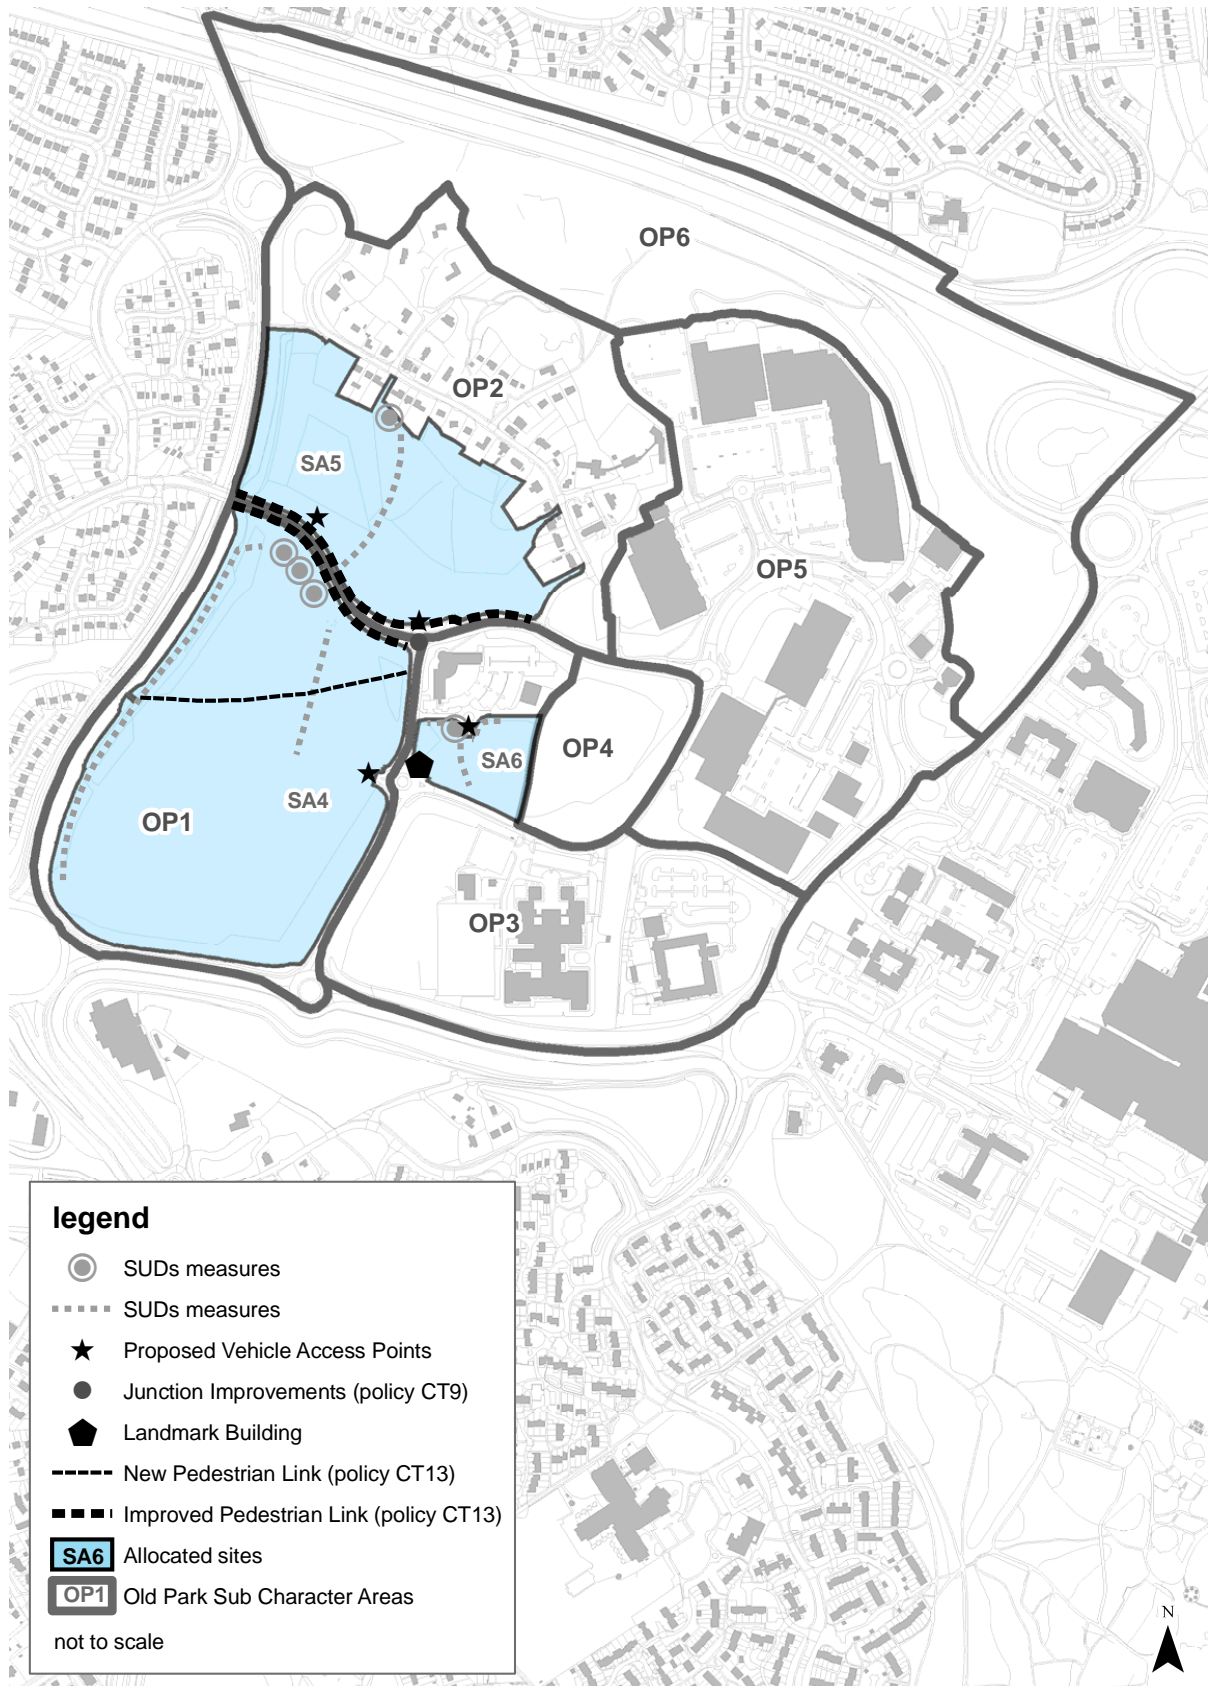 OP6
OP2
SA5
OP5
OP4
SA6
SA4
OP1
OP3
legend
SUDs measures
SUDs measures
Proposed Vehicle Access Points
Junction Improvements (policy CT9)
Landmark Building
New Pedestrian Link (policy CT13)
Improved Pedestrian Link (policy CT13)
SA6 Allocated sites
OP1 Old Park Sub Character Areas
not to scale
N